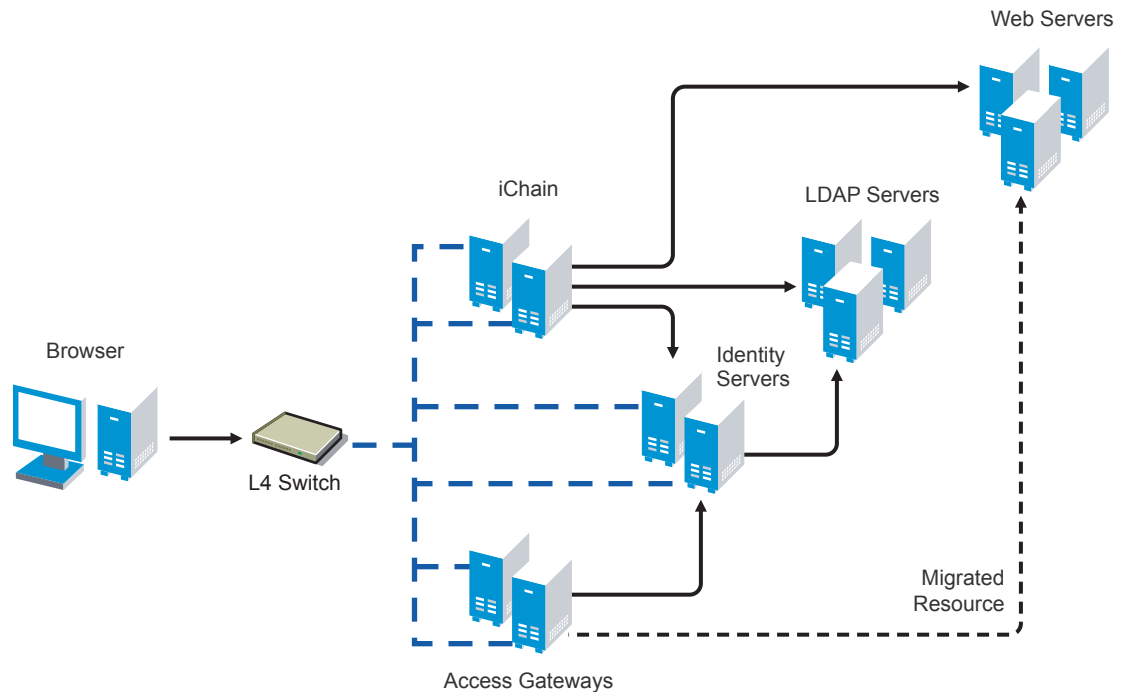 Web Servers
iChain
LDAP Servers
Browser
Identity
Servers
L4 Switch
Migrated
Resource
Access Gateways